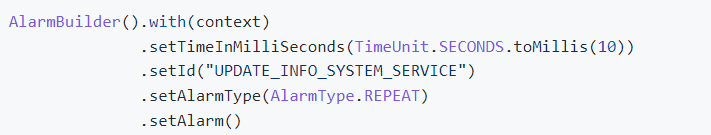 AlarmBuilder().with(context)
.setTimeInMilliSeconds(TimeUnit.SECONDS.toMillis(10))
.setId("UPDATE_INFO_SYSTEM_SERVICE")
.setAlarmType(AlarmType.REPEAT)
.setAlarm()